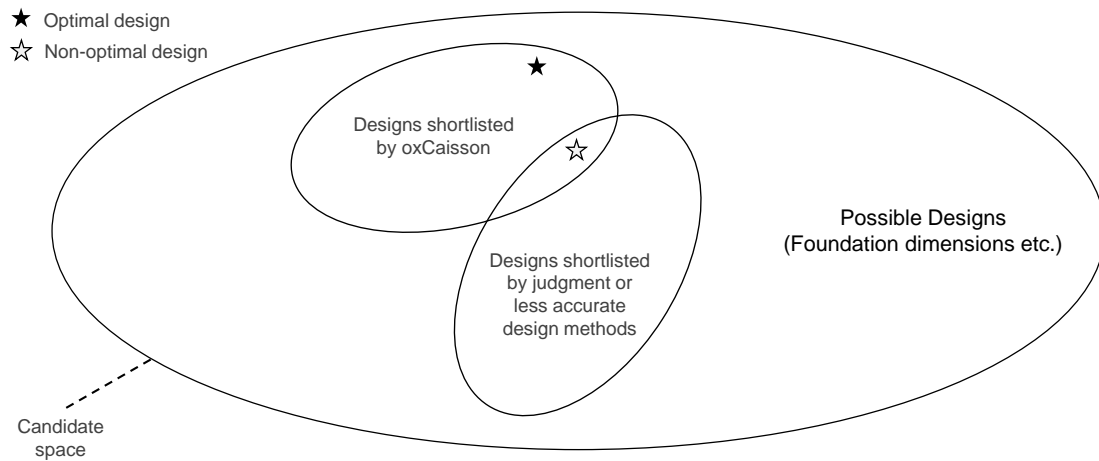 Optimal design
Non-optimal design
Designs shortlisted
by oxCaisson
Possible Designs
(Foundation dimensions etc.)
Designs shortlisted
by judgment or
less accurate
design methods
Candidate
space